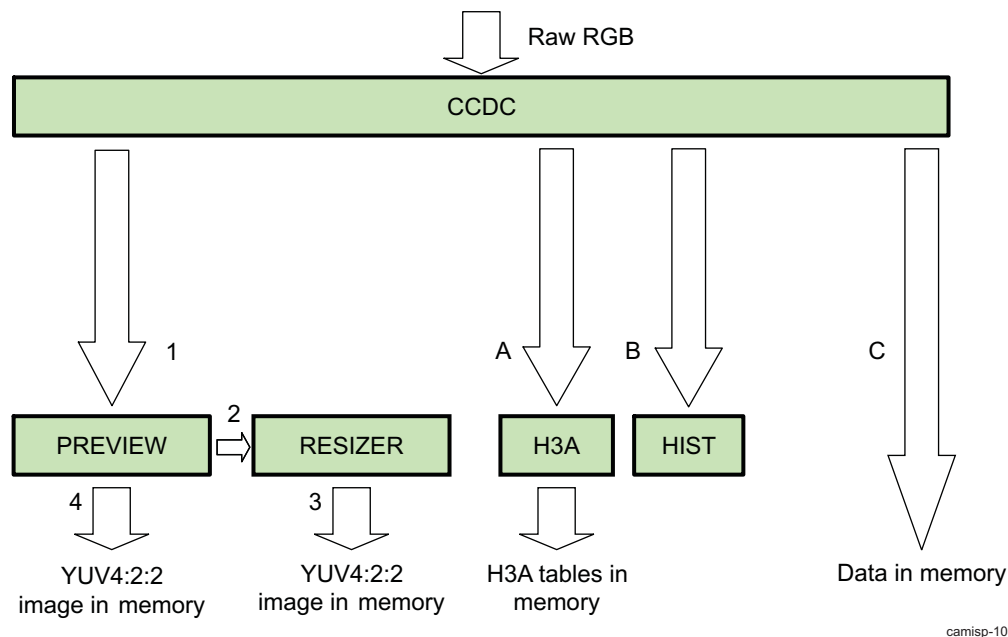 Raw RGB
CCDC
1
A
B
C
2
PREVIEW
RESIZER
H3A
HIST
4
3
YUV4:2:2
image in memory
YUV4:2:2
image in memory
H3A tables in
memory
Data in memory
camisp-10